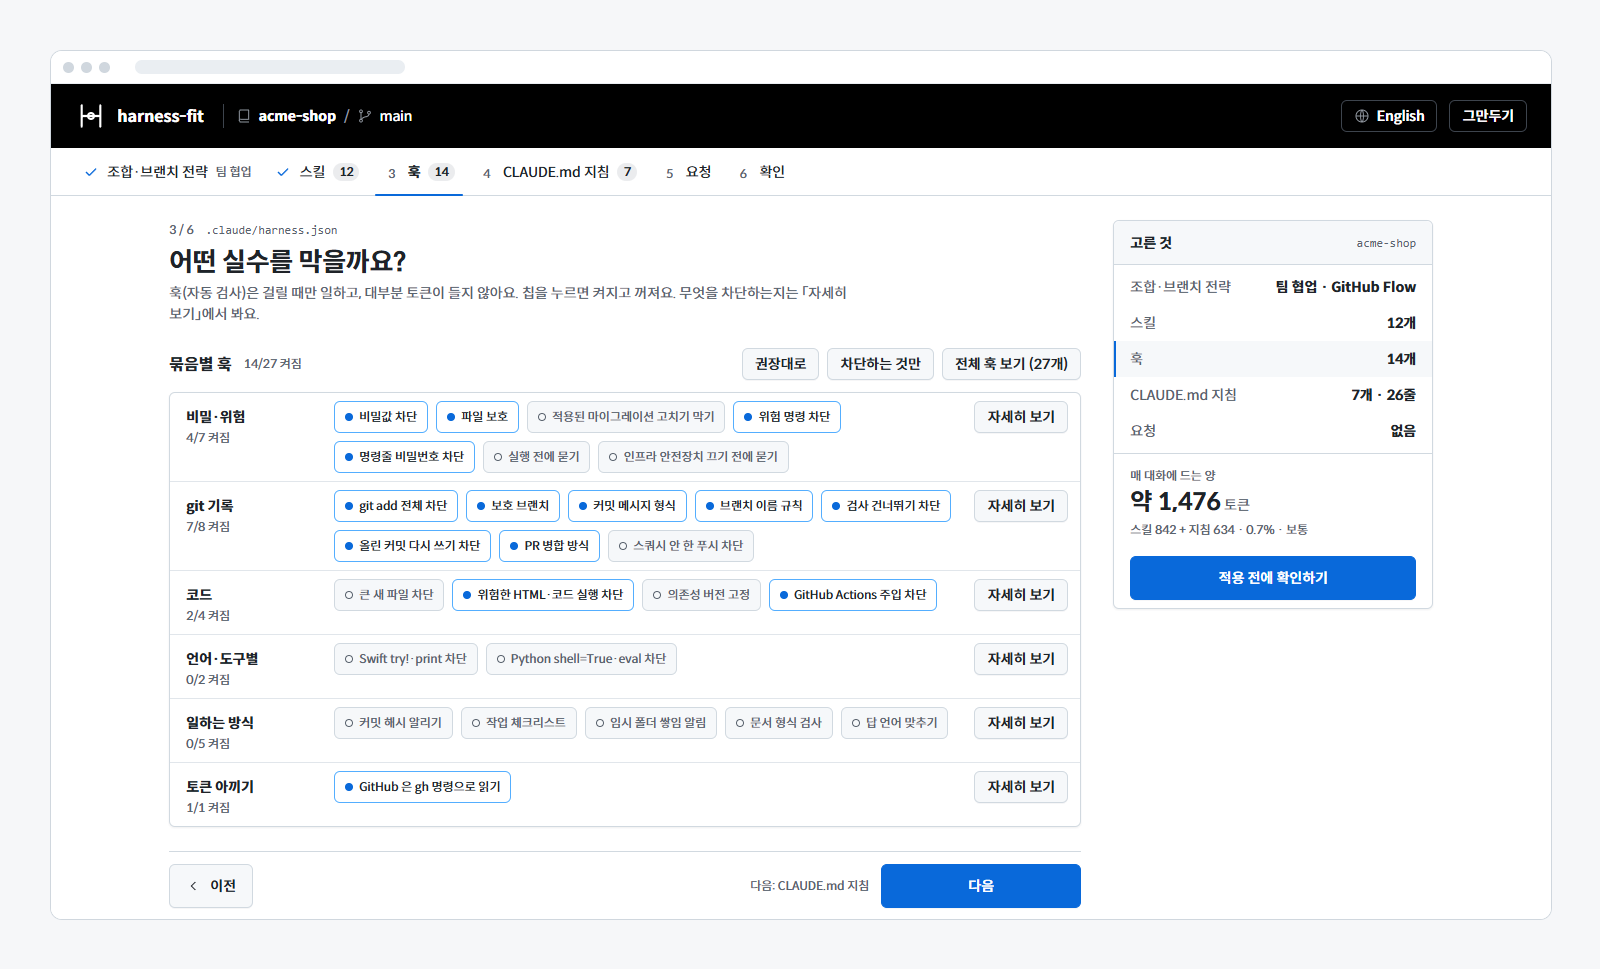 harness-fit
acme-shop / main
English
그만두기
조합·브랜치 전략 팀 협업
스킬 12
3 훅 14
4 CLAUDE.md 지침 7
5 요청
6 확인
3/6 .claude/harness.json
어떤 실수를 막을까요?
훅(자동 검사)은 걸릴 때만 일하고, 대부분 토큰이 들지 않아요. 칩을 누르면 켜지고 꺼져요. 무엇을 차단하는지는 「자세히
보기」에서 봐요.
묶음별 훅 14/27 켜짐
권장대로
차단하는 것만
전체 훅 보기 (27개)
비밀·위험
4/7 켜짐
비밀값 차단
파일 보호
적용된 마이그레이션 고치기 막기
위험 명령 차단
명령줄 비밀번호 차단
실행 전에 묻기
인프라 안전장치 끄기 전에 묻기
자세히 보기
git 기록
7/8 켜짐
git add 전체 차단
보호 브랜치
커밋 메시지 형식
브랜치 이름 규칙
검사 건너뛰기 차단
올린 커밋 다시 쓰기 차단
PR 병합 방식
스쿼시 안 한 푸시 차단
자세히 보기
코드
2/4 켜짐
큰 새 파일 차단
위험한 HTML·코드 실행 차단
의존성 버전 고정
GitHub Actions 주입 차단
자세히 보기
언어·도구별
0/2 켜짐
Swift try!·print 차단
Python shell=True·eval 차단
자세히 보기
일하는 방식
0/5 켜짐
커밋 해시 알리기
작업 체크리스트
임시 폴더 쌓임 알림
문서 형식 검사
답 언어 맞추기
자세히 보기
토큰 아끼기
1/1 켜짐
GitHub 은 gh 명령으로 읽기
자세히 보기
이전
다음: CLAUDE.md 지침
다음
고른 것 acme-shop
조합·브랜치 전략 팀 협업 · GitHub Flow
스킬 12개
훅 14개
CLAUDE.md 지침 7개 · 26줄
요청 없음
매 대화에 드는 양
약 1,476 토큰
스킬 842 + 지침 634 · 0.7% · 보통
적용 전에 확인하기